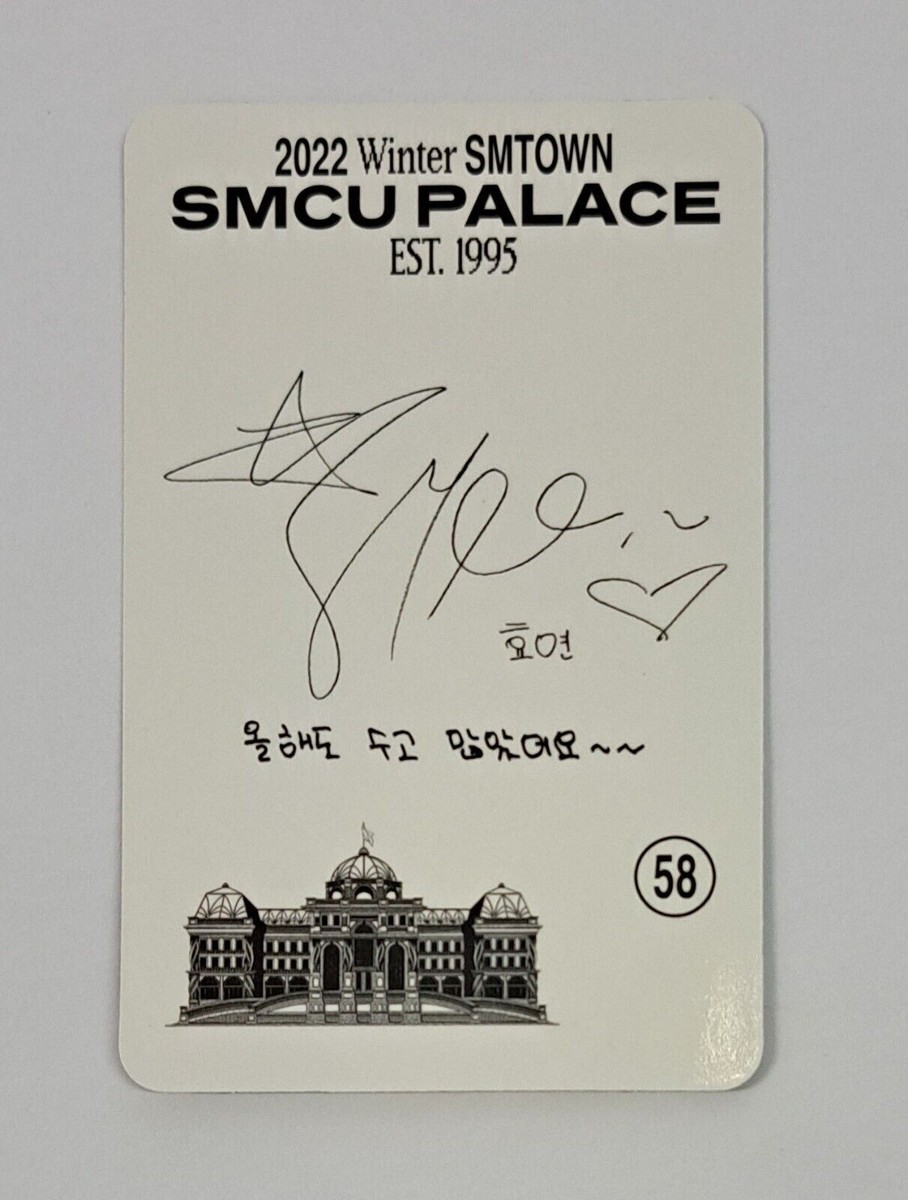 2022 Winter SMTOWN
SMCU PALACE
EST. 1995
효연
올해도 수고 많았어요~~
58